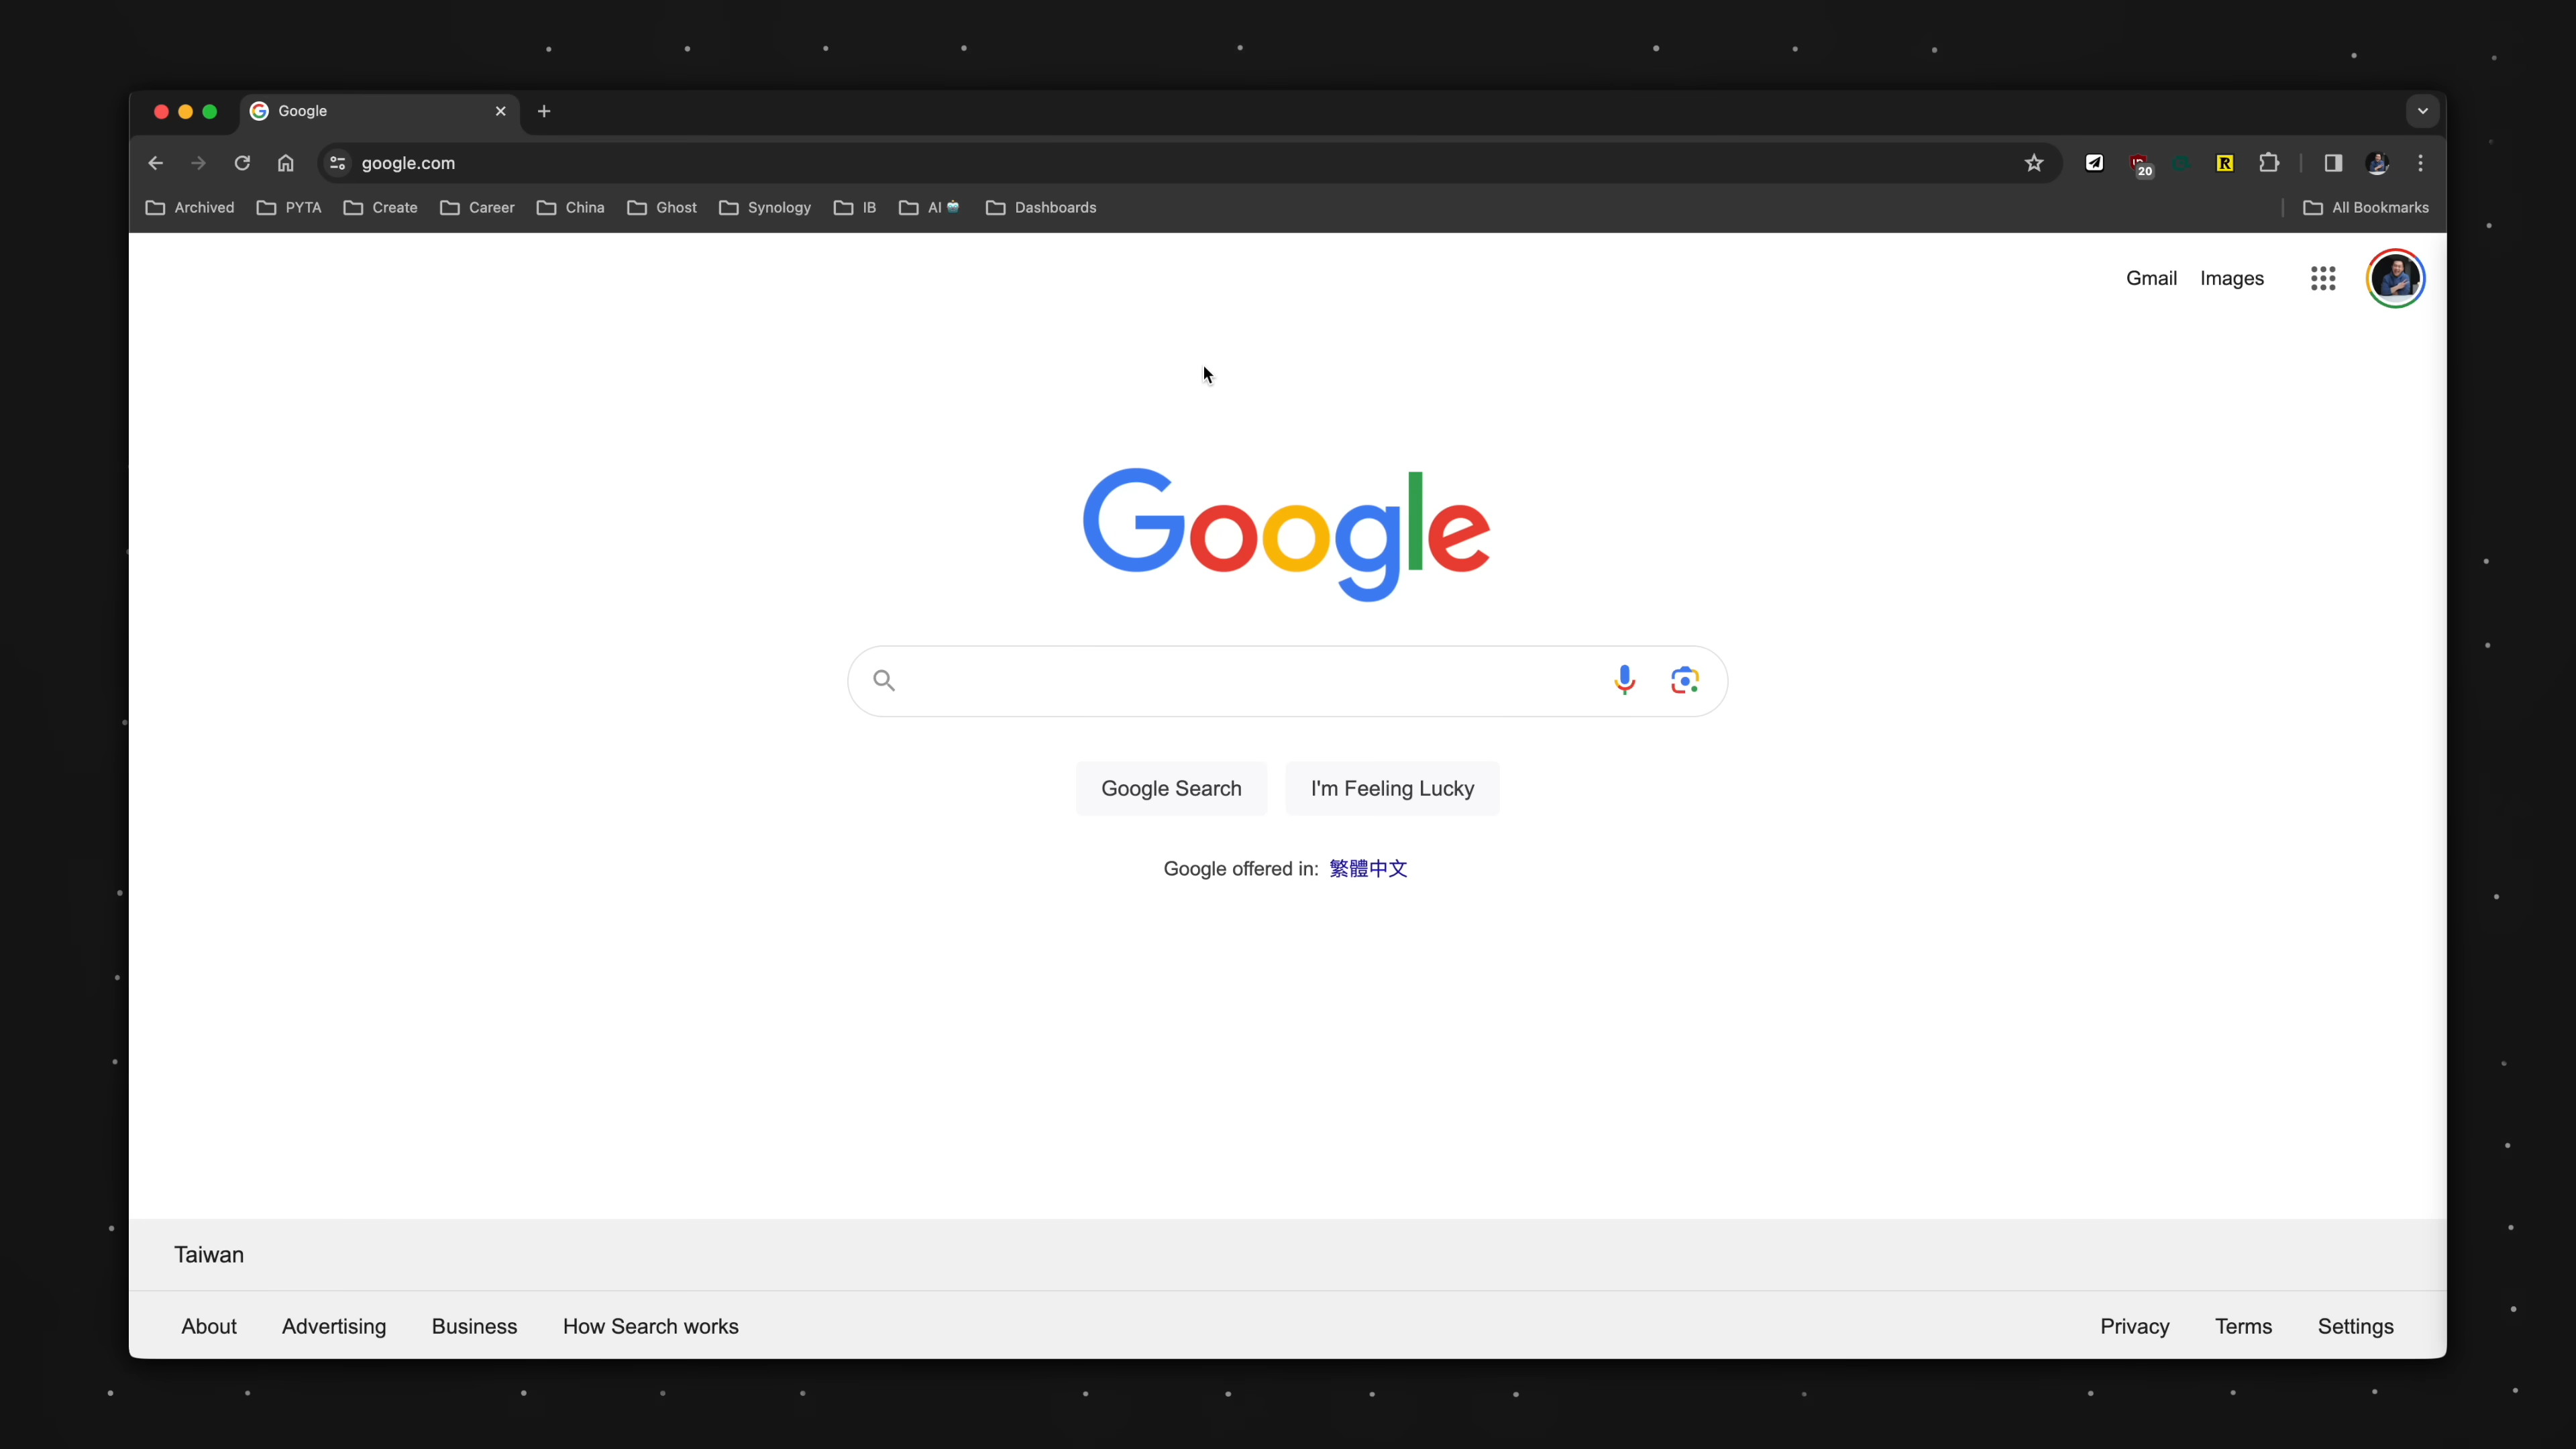 Google
google.com
20
R
Archived PYTA Create Career China Ghost Synology IB AI Dashboards All Bookmarks
Gmail Images
Google
Google Search I'm Feeling Lucky
Google offered in: 繁體中文
Taiwan
About Advertising Business How Search works Privacy Terms Settings